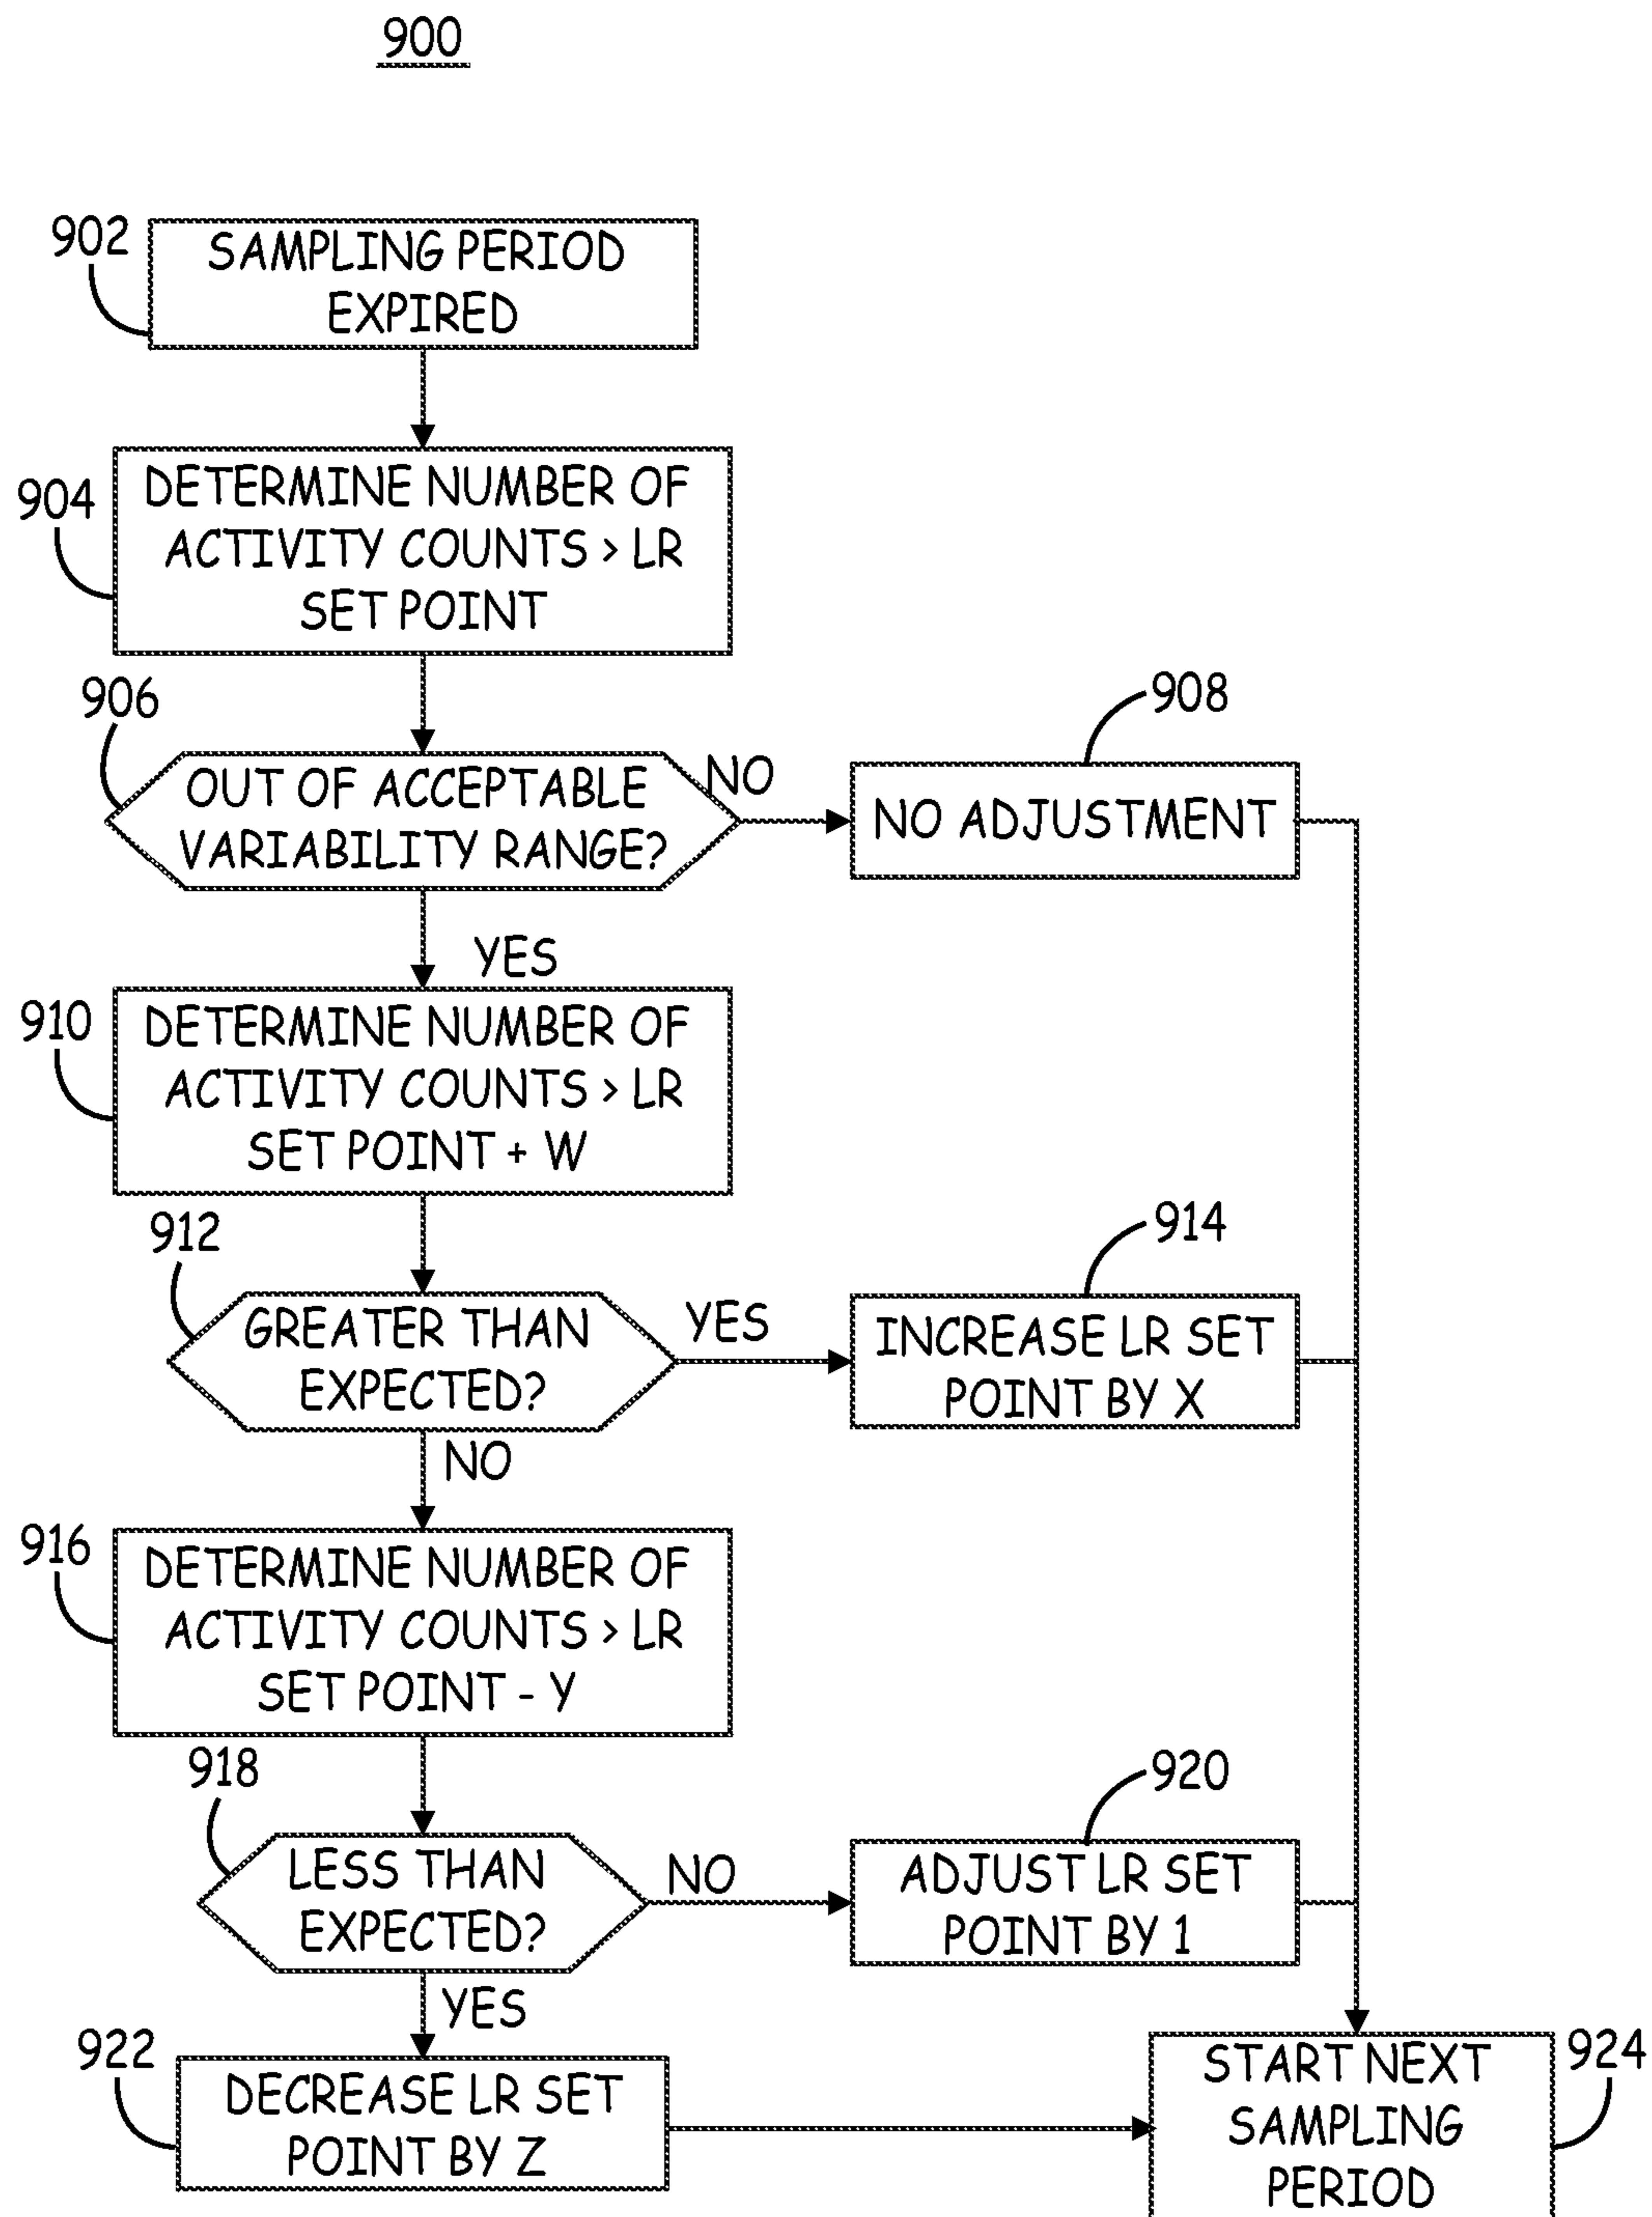 900
902
SAMPLING PERIOD
EXPIRED
904
DETERMINE NUMBER OF
ACTIVITY COUNTS > LR
SET POINT
906
OUT OF ACCEPTABLE
VARIABILITY RANGE?
NO
908
NO ADJUSTMENT
YES
910
DETERMINE NUMBER OF
ACTIVITY COUNTS > LR
SET POINT + W
912
GREATER THAN
EXPECTED?
YES
914
INCREASE LR SET
POINT BY X
NO
916
DETERMINE NUMBER OF
ACTIVITY COUNTS > LR
SET POINT - Y
918
LESS THAN
EXPECTED?
NO
920
ADJUST LR SET
POINT BY 1
YES
922
DECREASE LR SET
POINT BY Z
START NEXT
SAMPLING
PERIOD
924